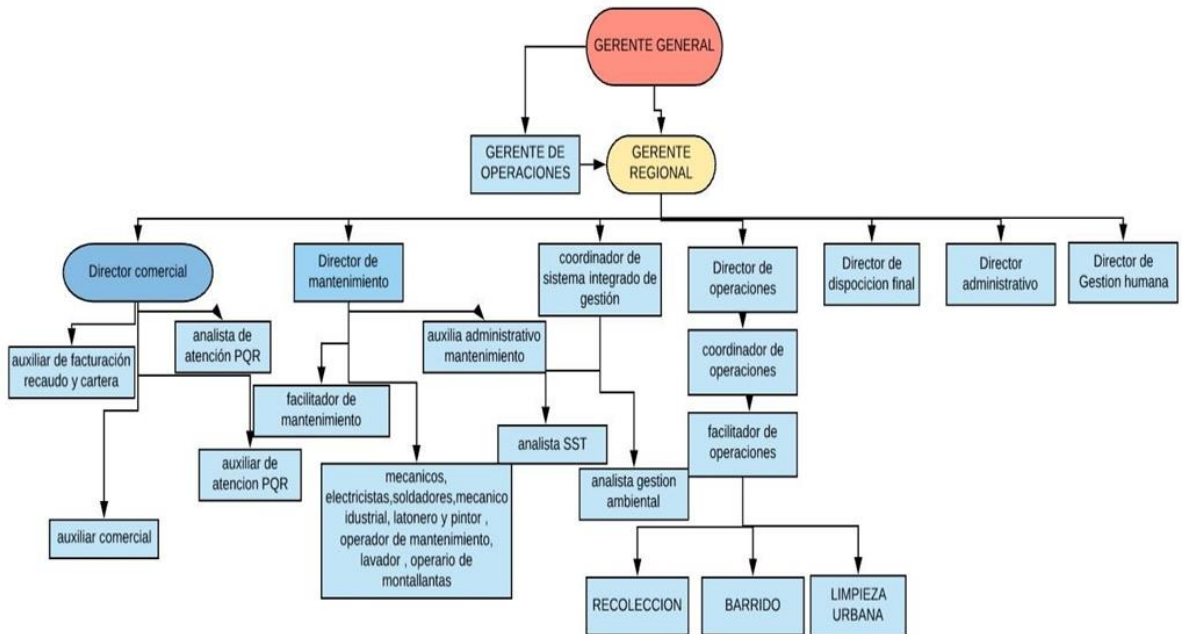 GERENTE GENERAL
GERENTE DE
OPERACIONES
GERENTE
REGIONAL
Director comercial
Director de
mantenimiento
coordinador de
sistema integrado de
gestión
Director de
operaciones
Director de
dispocicion final
Director
administrativo
Director de
Gestion humana
auxiliar de facturación
recaudo y cartera
analista de
atención PQR
auxilia administrativo
mantenimiento
coordinador de
operaciones
facilitador de
mantenimiento
facilitador de
operaciones
analista SST
auxiliar de
atencion PQR
mecanicos,
electricistas,soldadores,mecanico
idustrial, latonero y pintor ,
operador de mantenimiento,
lavador , operario de
montallantas
analista gestion
ambiental
auxiliar comercial
RECOLECCION
BARRIDO
LIMPIEZA
URBANA